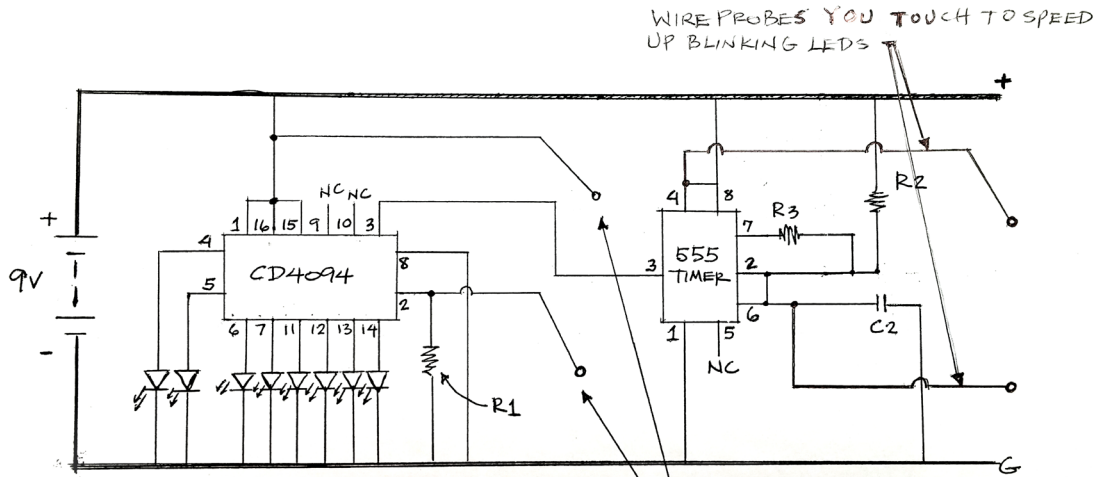 WIRE PROBES YOU TOUCH TO SPEED
UP BLINKING LEDS
+
NC NC
4 8
R2
+
1 16 15 9 10 3
R3
7
4
8
555
TIMER
3
2
CD4094
9V
5
2
6
6 7 11 12 13 14
1 5
C2
NC
-
R1
G